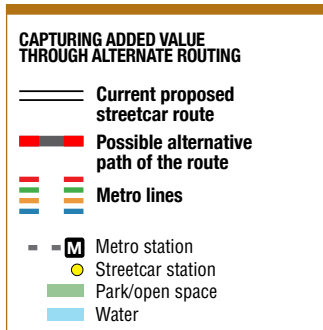 CAPTURING ADDED VALUE
THROUGH ALTERNATE ROUTING
Current proposed
streetcar route
Possible alternative
path of the route
Metro lines
M Metro station
Streetcar station
Park/open space
Water